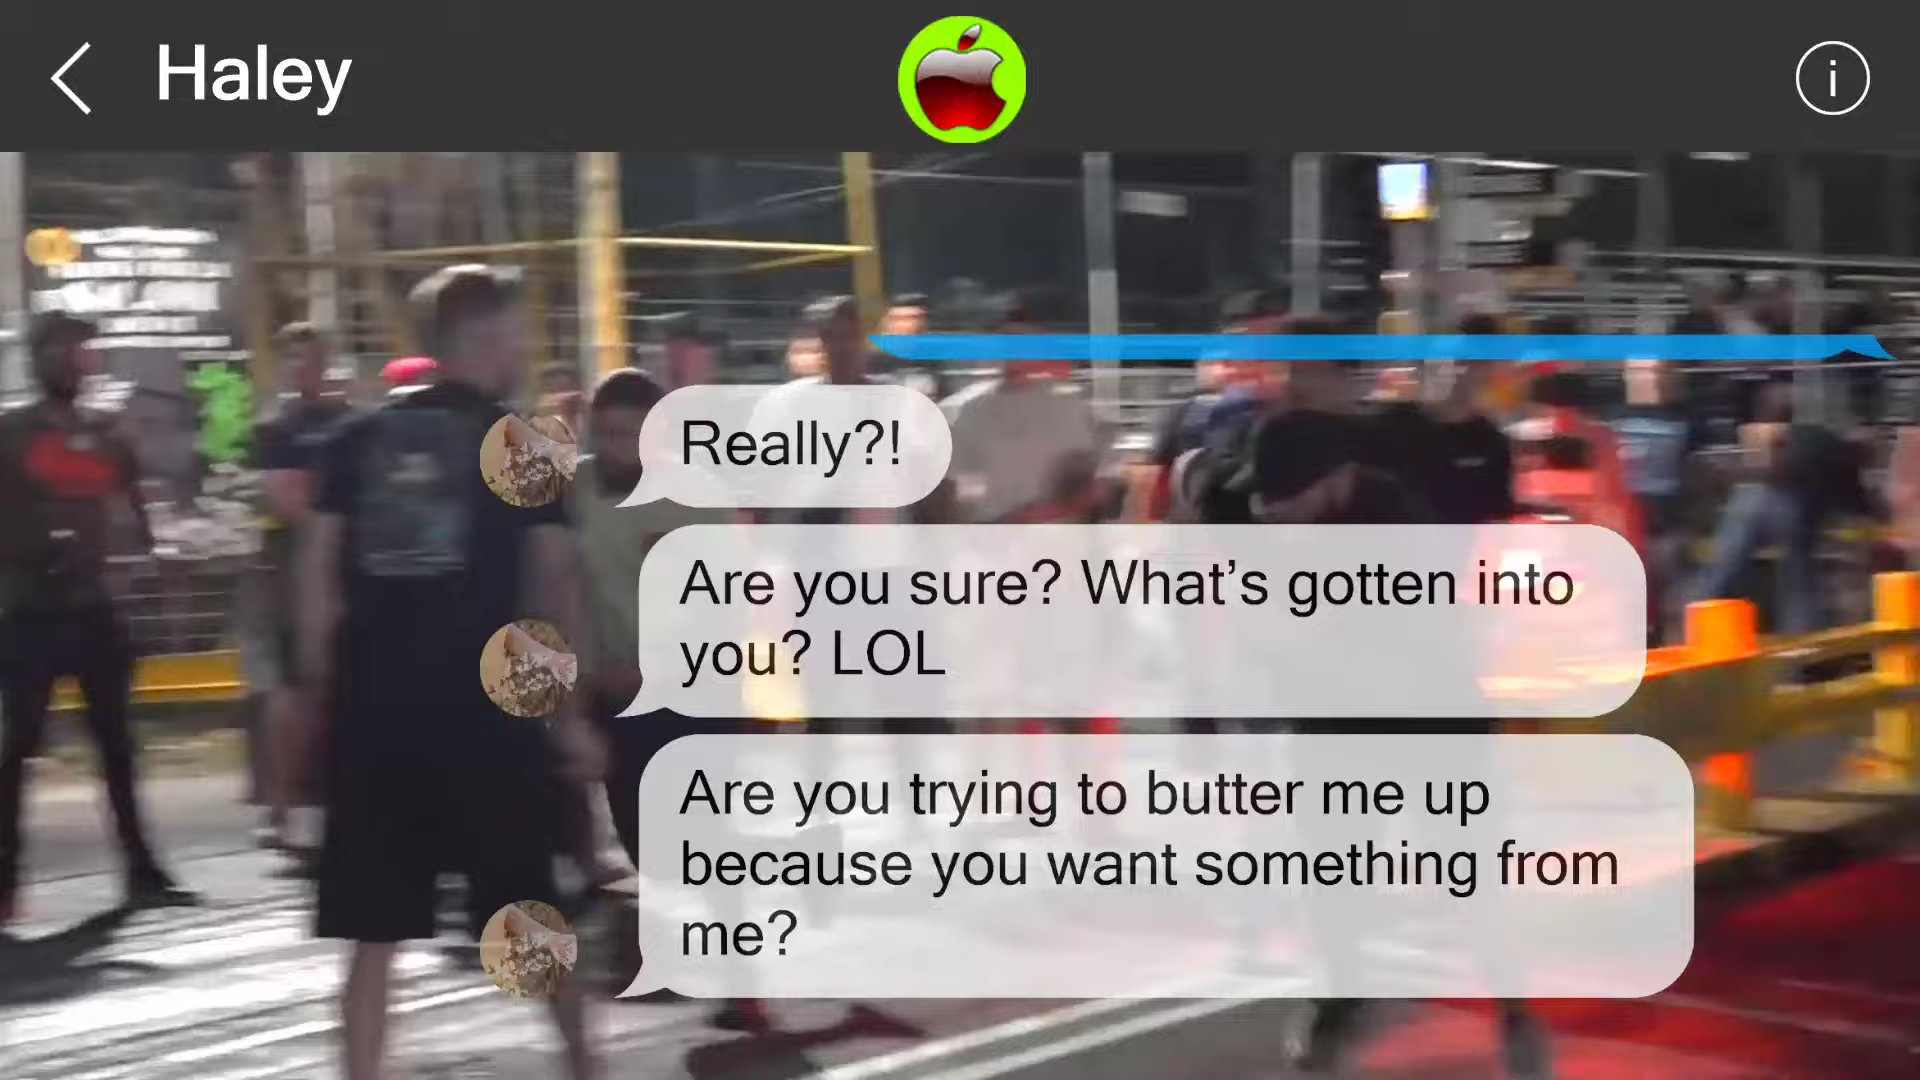 Haley
Really?!
Are you sure? What’s gotten into
you? LOL
Are you trying to butter me up
because you want something from
me?